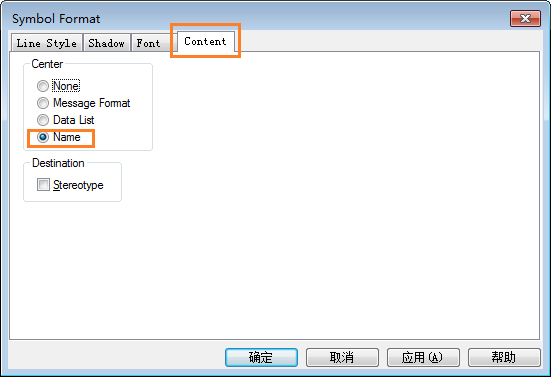 Symbol Format
Line Style Shadow Font Content
Center
None
Message Format
Data List
Name
Destination
Stereotype
确定 取消 应用(A) 帮助